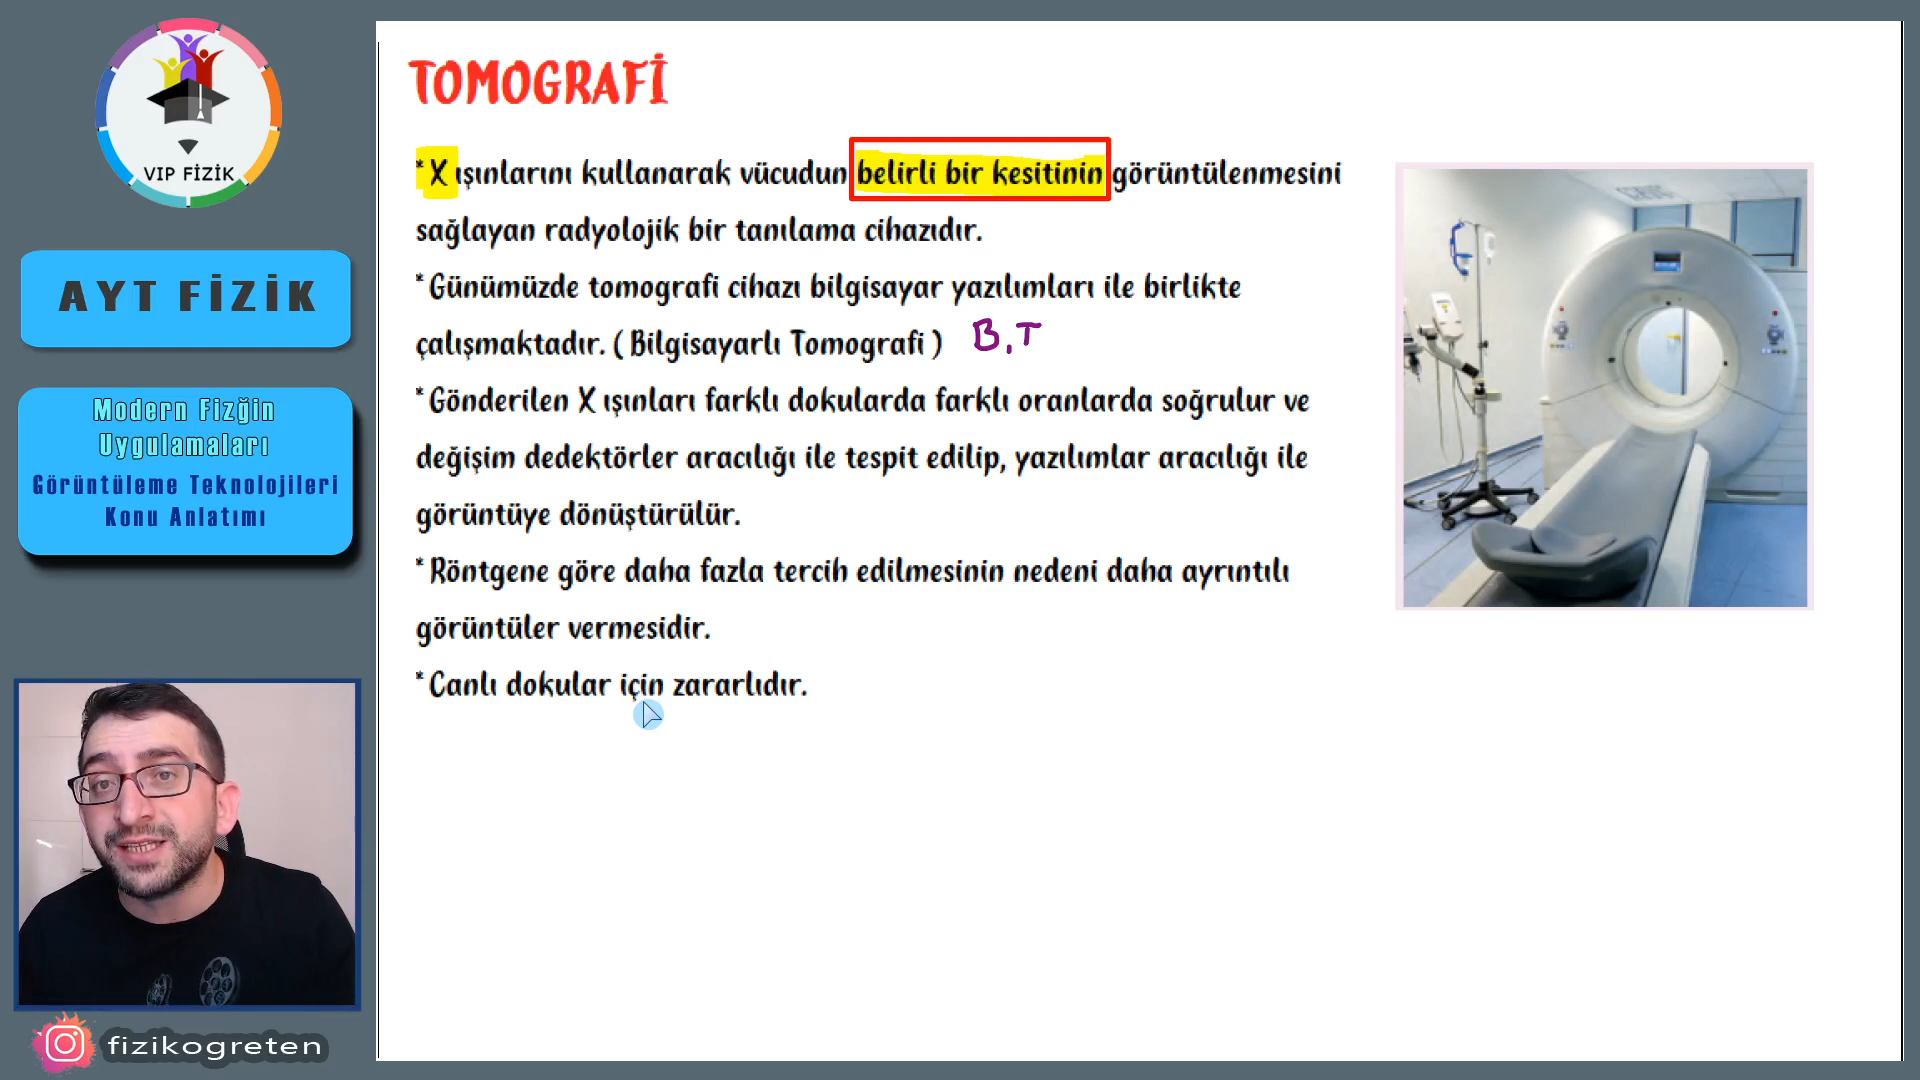 VIP FİZİK
AYT FİZİK
Modern Fizğin
Uygulamaları
Görüntüleme Teknolojileri
Konu Anlatımı
fizikogreten
TOMOGRAFİ
* X ışınlarını kullanarak vücudun belirli bir kesitinin görüntülenmesini
sağlayan radyolojik bir tanılama cihazıdır.
* Günümüzde tomografi cihazı bilgisayar yazılımları ile birlikte
çalışmaktadır. ( Bilgisayarlı Tomografi ) B.T
* Gönderilen X ışınları farklı dokularda farklı oranlarda soğrulur ve
değişim dedektörler aracılığı ile tespit edilip, yazılımlar aracılığı ile
görüntüye dönüştürülür.
* Röntgene göre daha fazla tercih edilmesinin nedeni daha ayrıntılı
görüntüler vermesidir.
* Canlı dokular için zararlıdır.